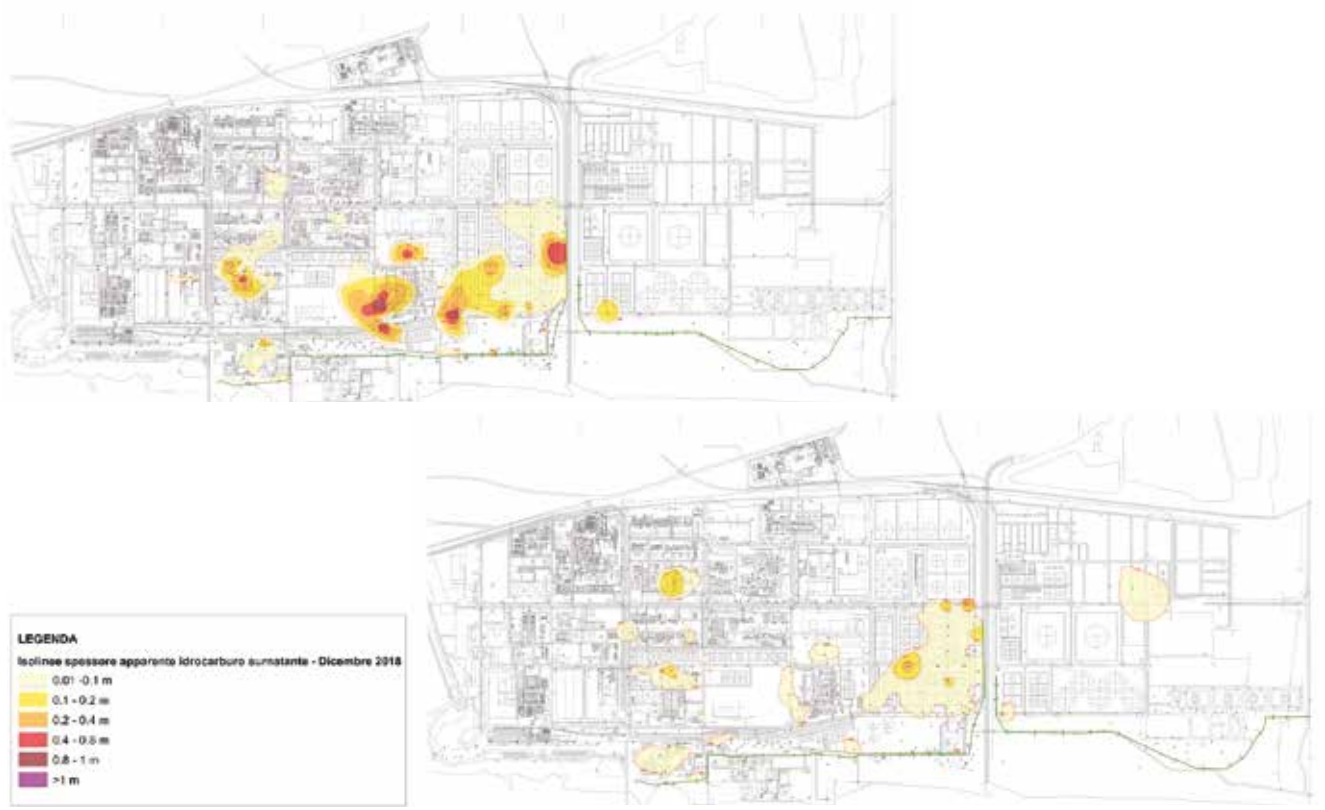 LEGENDA
Isolinee spessore apparente idrocarburo surnatante - Dicembre 2018
0.01 -0.1 m
0.1 - 0.2 m
0.2 - 0.4 m
0.4 - 0.8 m
0.8 - 1 m
>1 m